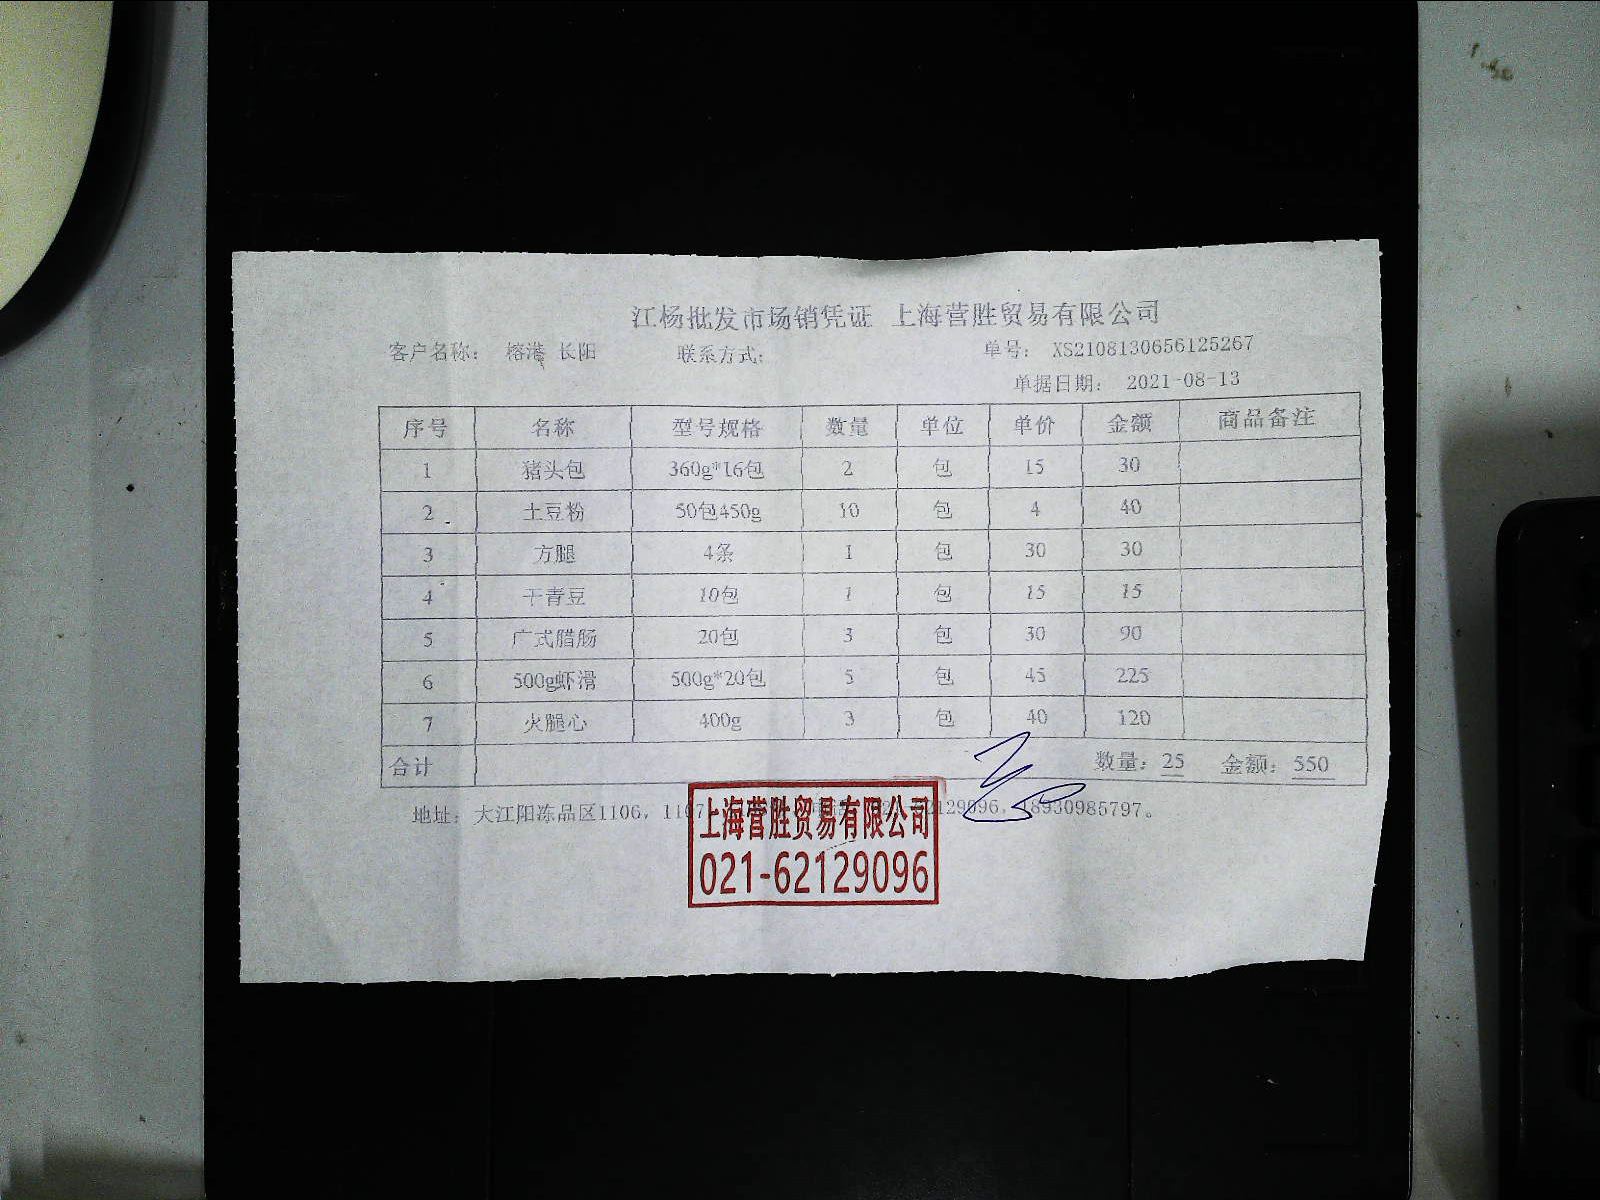 江杨批发市场销凭证 上海营胜贸易有限公司
客户名称： 榕港 长阳 联系方式： 单号： XS2108130656125267
单据日期： 2021-08-13
序号 名称 型号规格 数量 单位 单价 金额 商品备注
1 猪头包 360g*16包 2 包 15 30
2 土豆粉 50包450g 10 包 4 40
3 方腿 4条 1 包 30 30
4 干青豆 10包 1 包 15 15
5 广式腊肠 20包 3 包 30 90
6 500g虾滑 500g*20包 5 包 45 225
7 火腿心 400g 3 包 40 120
合计 数量：25 金额：550
地址：大江阳冻品区1106，1107 62129096，18930985797。
上海营胜贸易有限公司
021-62129096